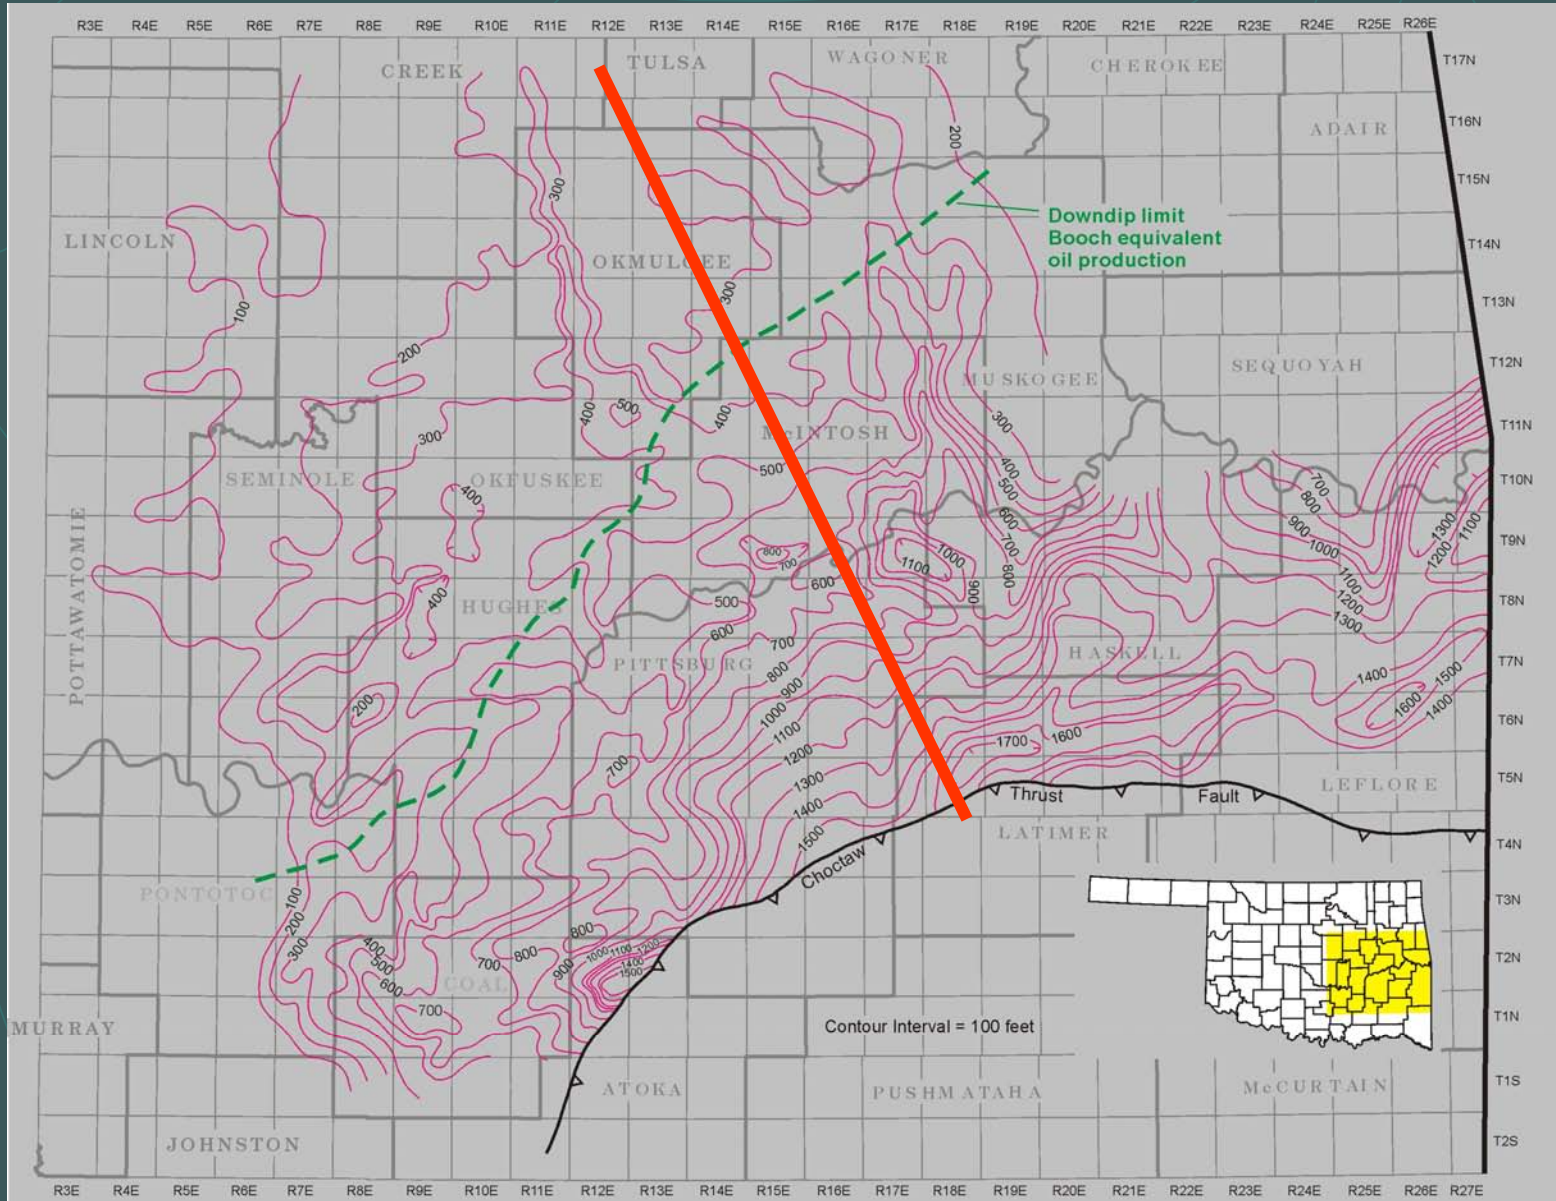 R3E R4E R5E R6E R7E R8E R9E R10E R11E R12E R13E R14E R15E R16E R17E R18E R19E R20E R21E R22E R23E R24E R25E R26E
CREEK TULSA WAGONER CHEROKEE T17N
200 ADAIR T16N
300 T15N
Downdip limit
Booch equivalent
oil production
LINCOLN OKMULGEE T14N
100 300 T13N
200 MUSKOGEE SEQUOYAH T12N
300 400 500 400 McINTOSH 300 T11N
SEMINOLE OKFUSKEE 400 500 400 500 700 800 T10N
POTTAWATOMIE
800 700 1000 1100 600 700 800 900 1000 1300 1200 1100 T9N
400 HUGHES 500 600 900 1100 1200 1300 T8N
600 700 PITTSBURG HASKELL T7N
200 800 900 1000 1100 1400 1500 1600 1400 T6N
700 1200 1300 1700 1600 T5N
1400 1500 Thrust Fault LEFLORE
Choctaw LATIMER T4N
PONTOTOC 100 T3N
200 300 400 500 600 700 800 800 900 1000 1100 1200 1400 1500 T2N
COAL 700
MURRAY Contour Interval = 100 feet T1N
ATOKA PUSHMATAHA McCURTAIN T1S
JOHNSTON T2S
R3E R4E R5E R6E R7E R8E R9E R10E R11E R12E R13E R14E R15E R16E R17E R18E R19E R20E R21E R22E R23E R24E R25E R26E R27E